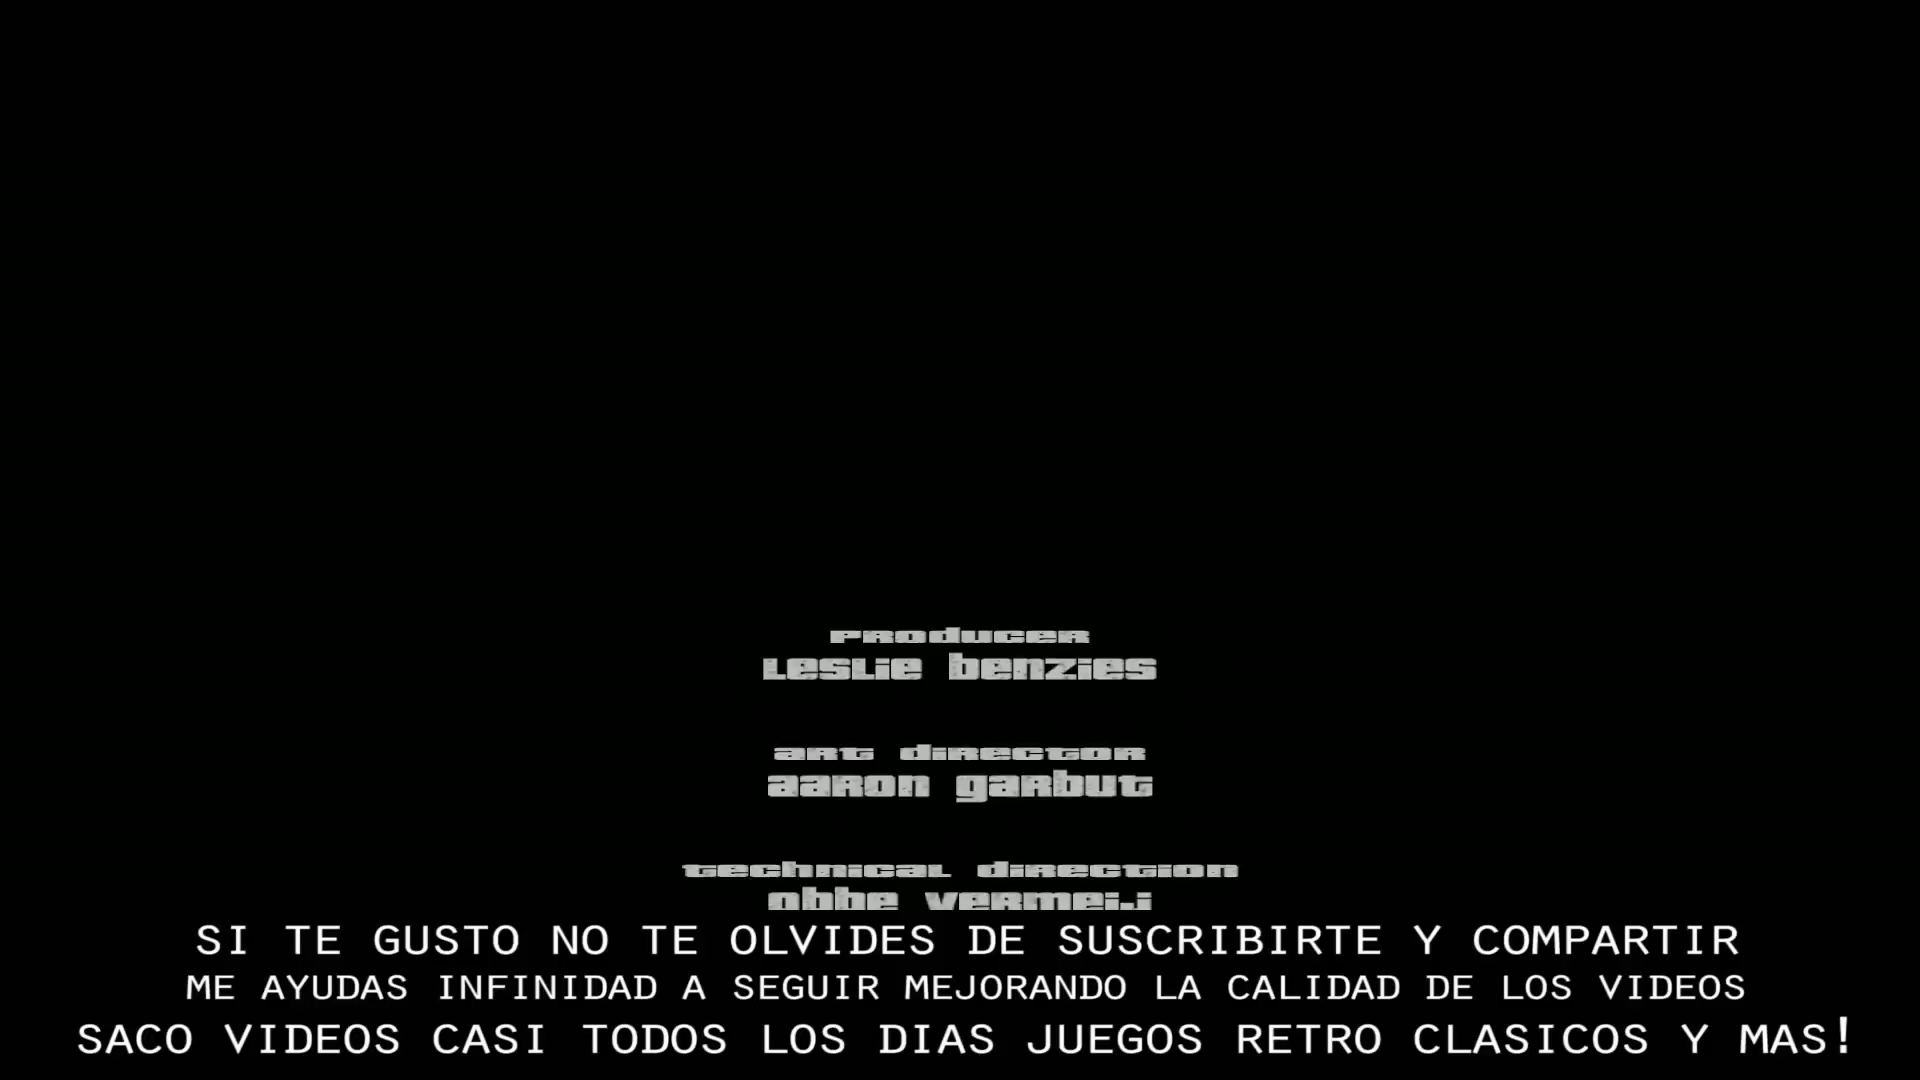 PRODUCER
LESLIE BENZIES
ART DIRECTOR
AARON GARBUT
TECHNICAL DIRECTION
OBBE VERMEIJ
SI TE GUSTO NO TE OLVIDES DE SUSCRIBIRTE Y COMPARTIR
ME AYUDAS INFINIDAD A SEGUIR MEJORANDO LA CALIDAD DE LOS VIDEOS
SACO VIDEOS CASI TODOS LOS DIAS JUEGOS RETRO CLASICOS Y MAS!